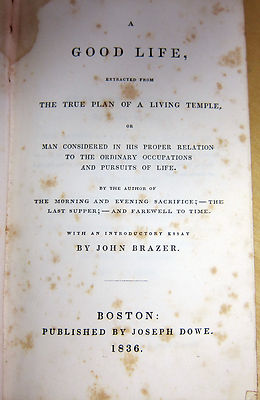 A
GOOD LIFE,
EXTRACTED FROM
THE TRUE PLAN OF A LIVING TEMPLE,
OR
MAN CONSIDERED IN HIS PROPER RELATION
TO THE ORDINARY OCCUPATIONS
AND PURSUITS OF LIFE.
BY THE AUTHOR OF
THE MORNING AND EVENING SACRIFICE;—THE
LAST SUPPER;—AND FAREWELL TO TIME.
WITH AN INTRODUCTORY ESSAY
BY JOHN BRAZER.
BOSTON:
PUBLISHED BY JOSEPH DOWE.
1836.